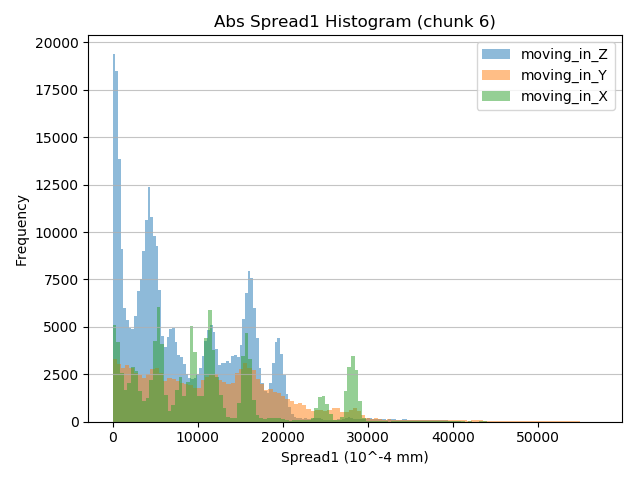 Abs Spread1 Histogram (chunk 6)
20000
17500
15000
12500
10000
7500
5000
2500
0
Frequency
moving_in_Z
moving_in_Y
moving_in_X
0 10000 20000 30000 40000 50000
Spread1 (10^-4 mm)